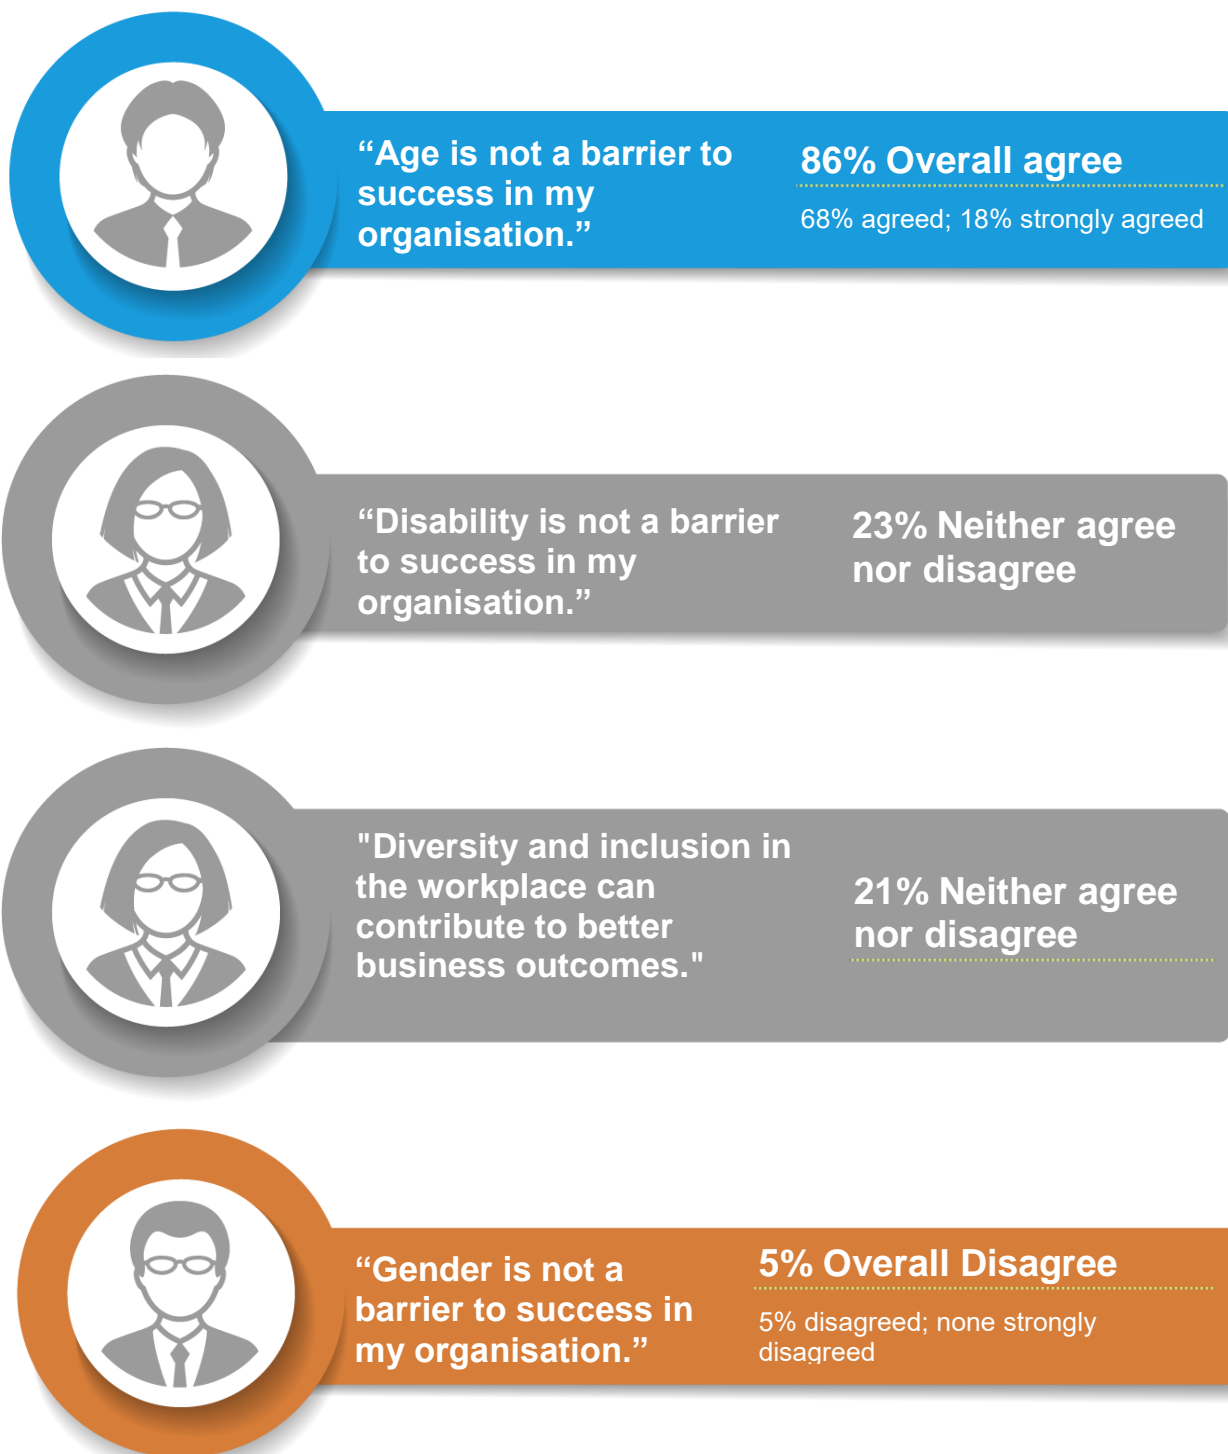 “Age is not a barrier to
success in my
organisation.”
86% Overall agree
68% agreed; 18% strongly agreed
“Disability is not a barrier
to success in my
organisation.”
23% Neither agree
nor disagree
"Diversity and inclusion in
the workplace can
contribute to better
business outcomes."
21% Neither agree
nor disagree
“Gender is not a
barrier to success in
my organisation.”
5% Overall Disagree
5% disagreed; none strongly
disagreed